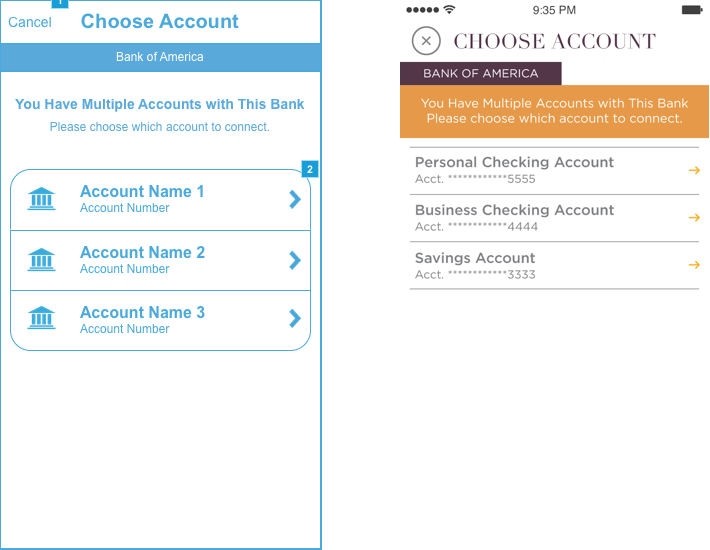 1
Cancel
Choose Account
Bank of America
You Have Multiple Accounts with This Bank
Please choose which account to connect.
2
Account Name 1
Account Number
Account Name 2
Account Number
Account Name 3
Account Number
9:35 PM
CHOOSE ACCOUNT
BANK OF AMERICA
You Have Multiple Accounts with This Bank
Please choose which account to connect.
Personal Checking Account
Acct. ************5555
Business Checking Account
Acct. ************4444
Savings Account
Acct. ************3333